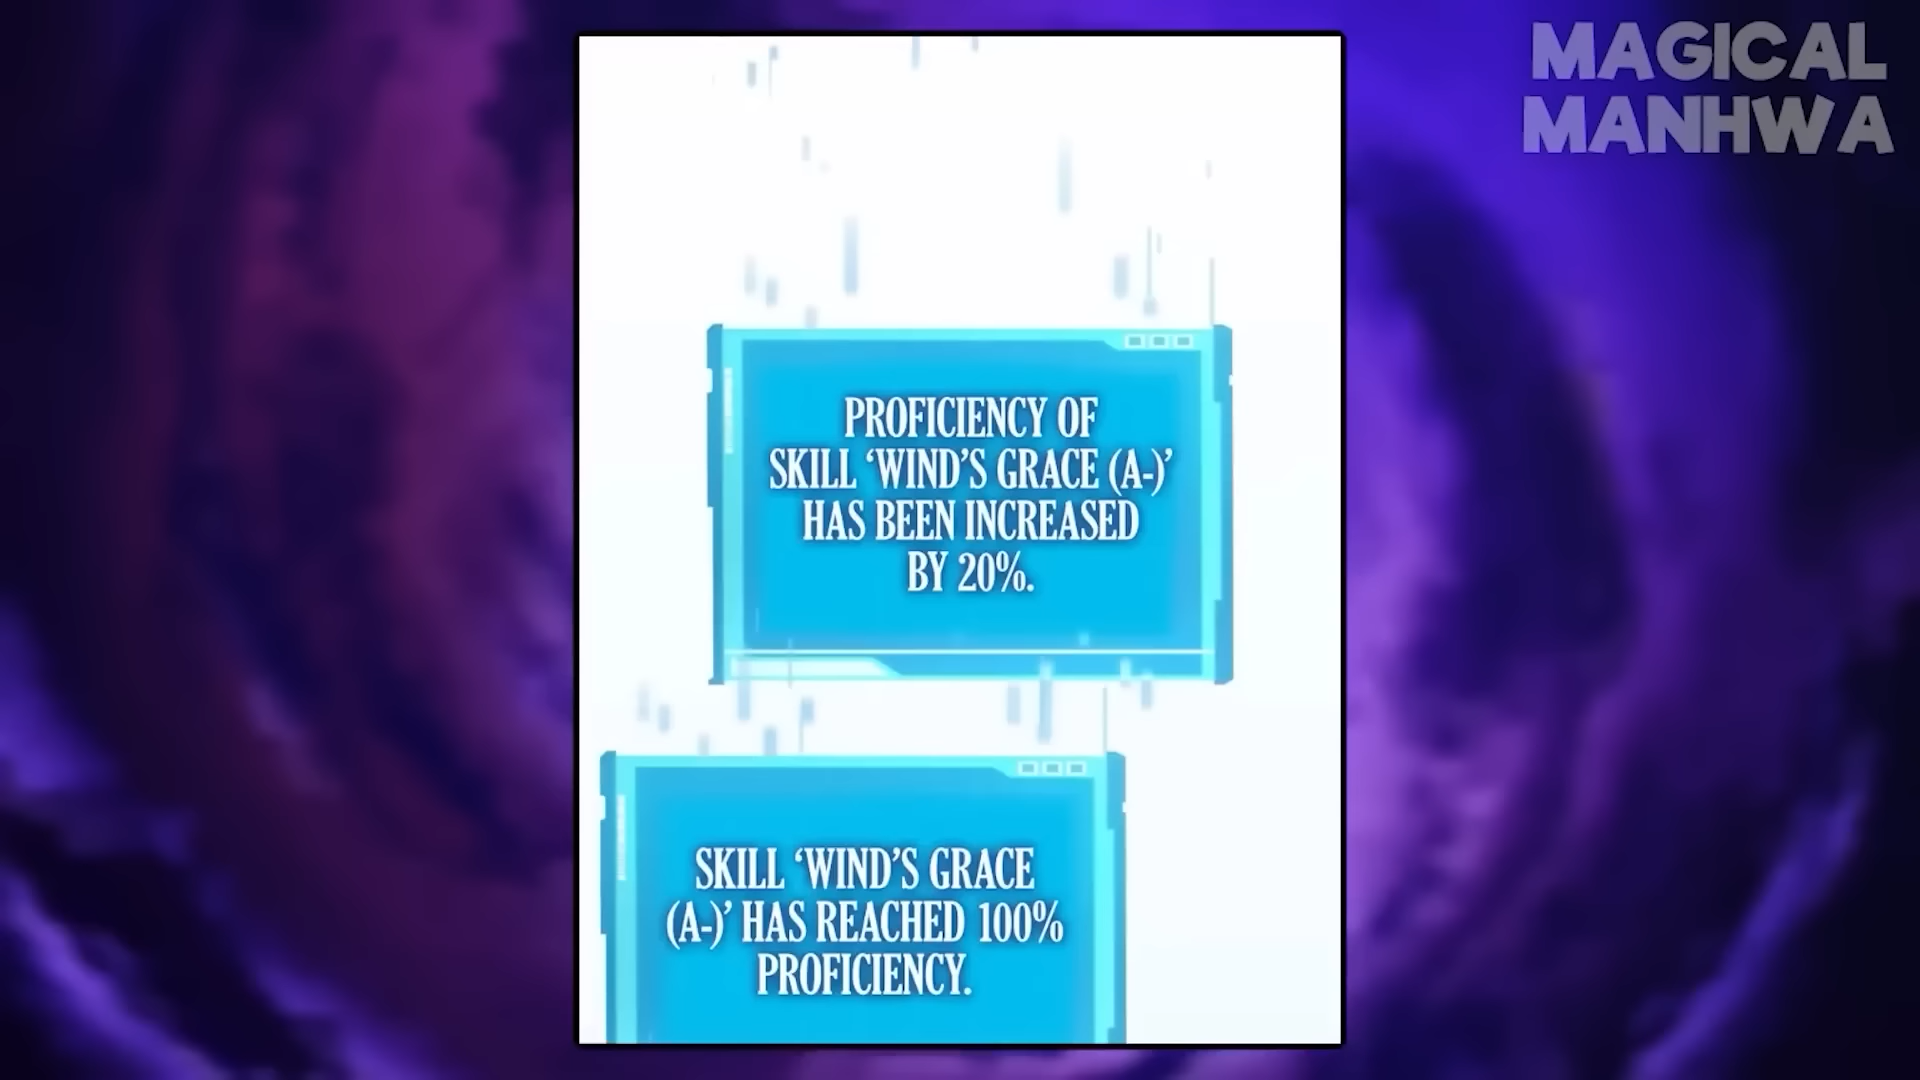 MAGICAL
MANHWA
PROFICIENCY OF
SKILL ‘WIND’S GRACE (A-)’
HAS BEEN INCREASED
BY 20%.
SKILL ‘WIND’S GRACE
(A-)’ HAS REACHED 100%
PROFICIENCY.